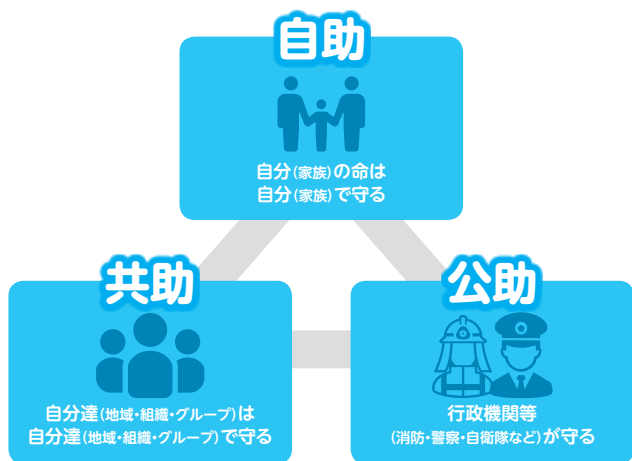 自助
自分(家族)の命は
自分(家族)で守る
共助
自分達(地域・組織・グループ)は
自分達(地域・組織・グループ)で守る
公助
行政機関等
(消防・警察・自衛隊など)が守る